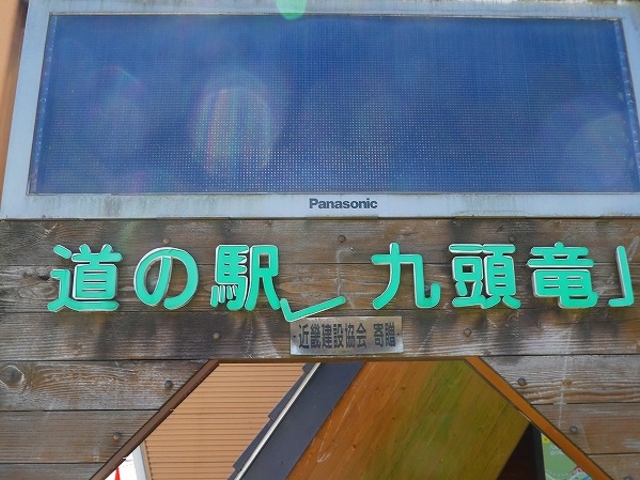 Panasonic
道の駅「九頭竜」
近畿建設協会 寄贈